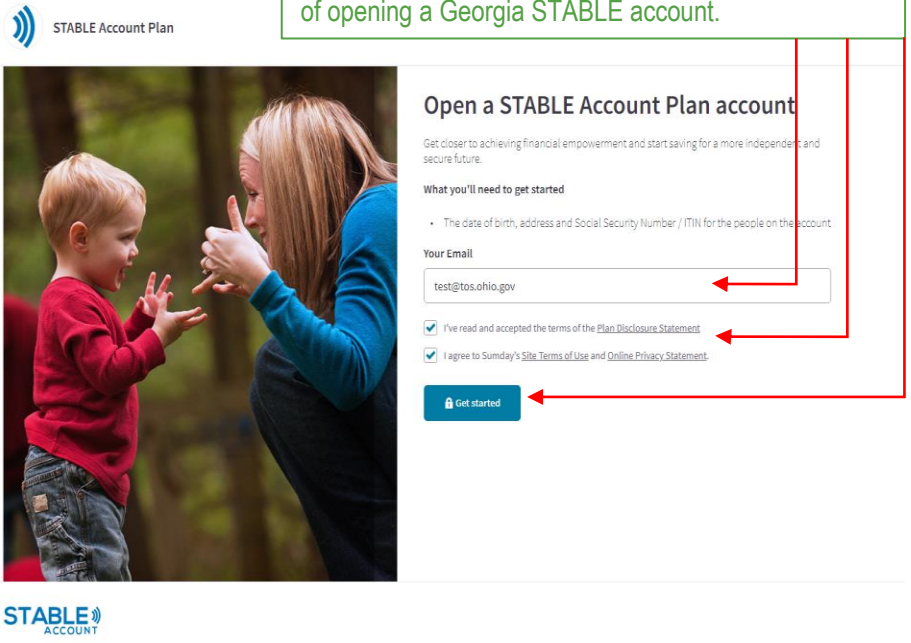 of opening a Georgia STABLE account.
STABLE Account Plan
Open a STABLE Account Plan account
Get closer to achieving financial empowerment and start saving for a more independent and
secure future.
What you'll need to get started
• The date of birth, address and Social Security Number / ITIN for the people on the account
Your Email
test@tos.ohio.gov
I've read and accepted the terms of the Plan Disclosure Statement
I agree to Sumday's Site Terms of Use and Online Privacy Statement.
Get started
STABLE
ACCOUNT